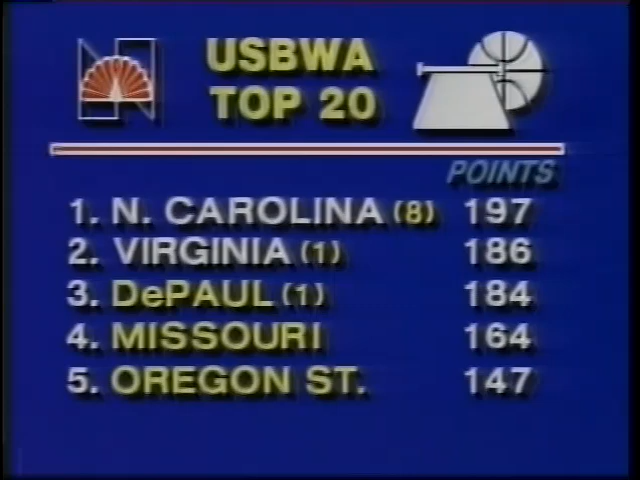 USBWA
TOP 20
POINTS
1. N. CAROLINA (8) 197
2. VIRGINIA (1) 186
3. DePAUL (1) 184
4. MISSOURI 164
5. OREGON ST. 147